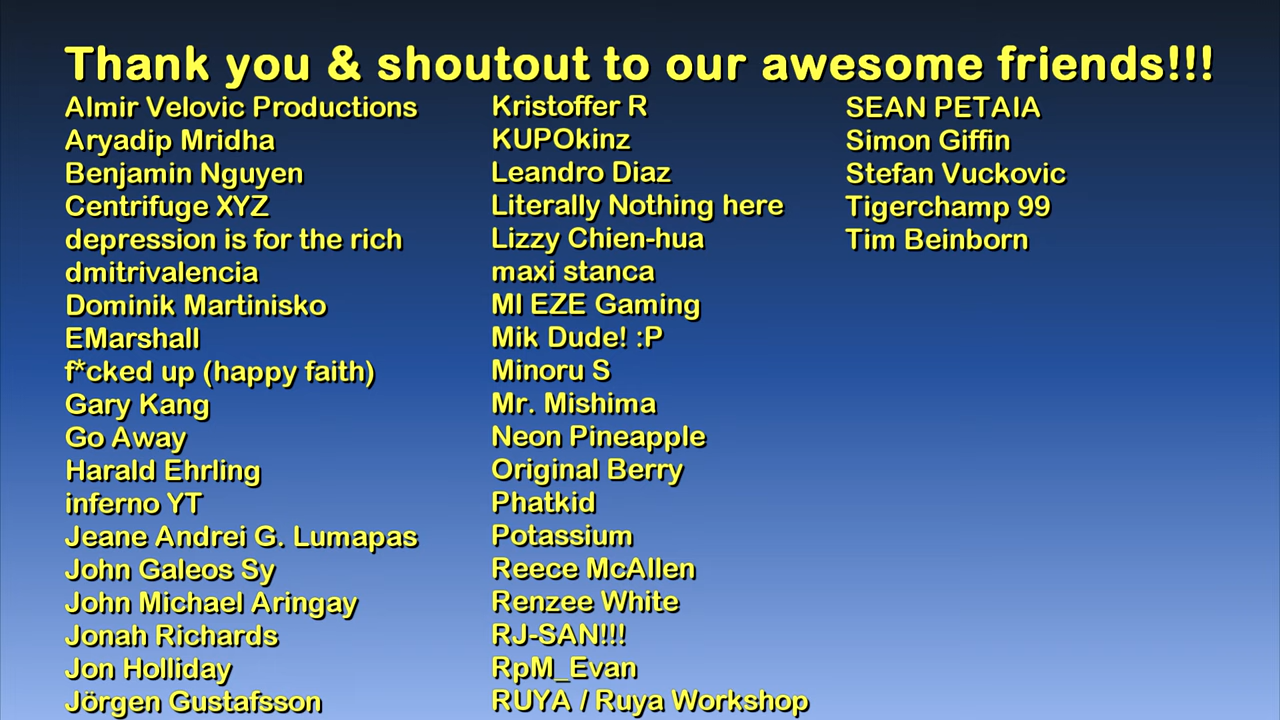 Thank you & shoutout to our awesome friends!!!
Almir Velovic Productions
Aryadip Mridha
Benjamin Nguyen
Centrifuge XYZ
depression is for the rich
dmitrivalencia
Dominik Martinisko
EMarshall
f*cked up (happy faith)
Gary Kang
Go Away
Harald Ehrling
inferno YT
Jeane Andrei G. Lumapas
John Galeos Sy
John Michael Aringay
Jonah Richards
Jon Holliday
Jörgen Gustafsson
Kristoffer R
KUPOkinz
Leandro Diaz
Literally Nothing here
Lizzy Chien-hua
maxi stanca
MI EZE Gaming
Mik Dude! :P
Minoru S
Mr. Mishima
Neon Pineapple
Original Berry
Phatkid
Potassium
Reece McAllen
Renzee White
RJ-SAN!!!
RpM_Evan
RUYA / Ruya Workshop
SEAN PETAIA
Simon Giffin
Stefan Vuckovic
Tigerchamp 99
Tim Beinborn